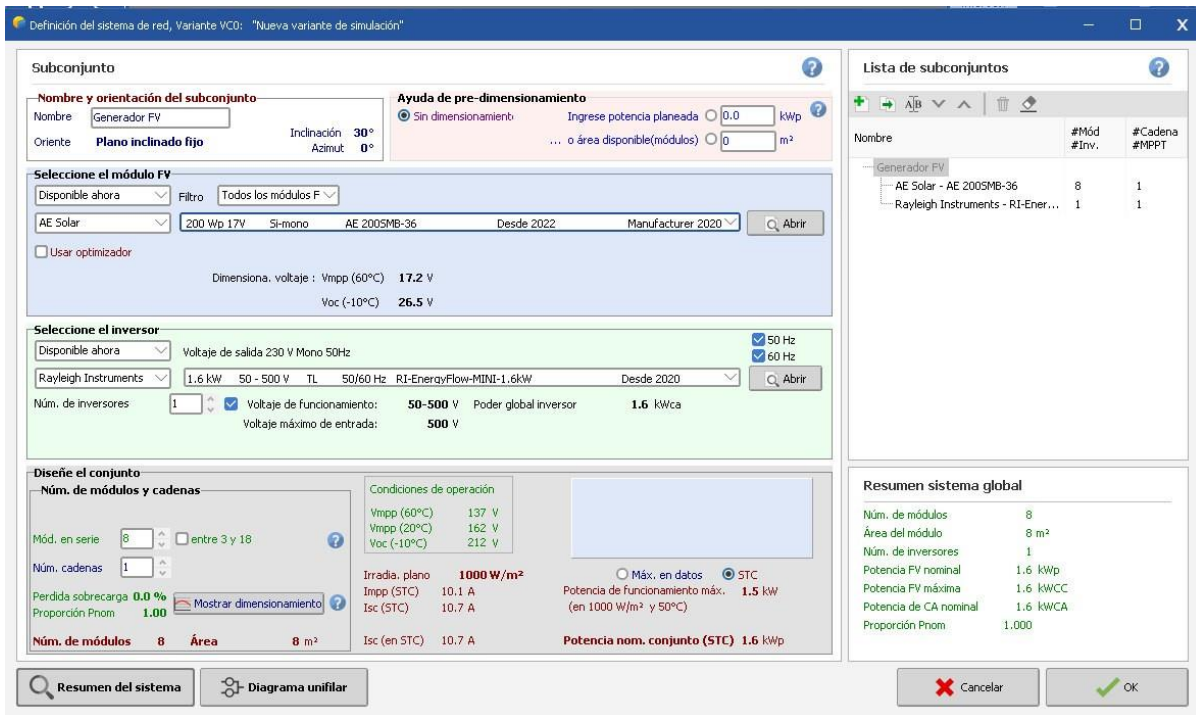 Definición del sistema de red, Variante VC0: "Nueva variante de simulación"
Subconjunto
Nombre y orientación del subconjunto
Nombre Generador FV
Oriente Plano inclinado fijo
Inclinación 30°
Azimut 0°
Ayuda de pre-dimensionamiento
Sin dimensionamient Ingrese potencia planeada 0.0 kWp
... o área disponible(módulos) 0 m²
Seleccione el módulo FV
Disponible ahora Filtro Todos los módulos F
AE Solar 200 Wp 17V Si-mono AE 200SMB-36 Desde 2022 Manufacturer 2020 Abrir
Usar optimizador
Dimensiona. voltaje : Vmpp (60°C) 17.2 V
Voc (-10°C) 26.5 V
Seleccione el inversor
Disponible ahora Voltaje de salida 230 V Mono 50Hz
50 Hz
60 Hz
Rayleigh Instruments 1.6 kW 50 - 500 V TL 50/60 Hz RI-EnergyFlow-MINI-1.6kW Desde 2020 Abrir
Núm. de inversores 1 Voltaje de funcionamiento: 50-500 V Poder global inversor 1.6 kWca
Voltaje máximo de entrada: 500 V
Diseñe el conjunto
Núm. de módulos y cadenas
Mód. en serie 8 entre 3 y 18
Núm. cadenas 1
Perdida sobrecarga 0.0 %
Proporción Pnom 1.00
Mostrar dimensionamiento
Núm. de módulos 8 Área 8 m²
Condiciones de operación
Vmpp (60°C) 137 V
Vmpp (20°C) 162 V
Voc (-10°C) 212 V
Irradia. plano 1000 W/m²
Impp (STC) 10.1 A
Isc (STC) 10.7 A
Isc (en STC) 10.7 A
Máx. en datos STC
Potencia de funcionamiento máx. 1.5 kW
(en 1000 W/m² y 50°C)
Potencia nom. conjunto (STC) 1.6 kWp
Resumen del sistema
Diagrama unifilar
Lista de subconjuntos
Nombre #Mód #Cadena
#Inv. #MPPT
Generador FV
AE Solar - AE 200SMB-36 8 1
Rayleigh Instruments - RI-Ener... 1 1
Resumen sistema global
Núm. de módulos 8
Área del módulo 8 m²
Núm. de inversores 1
Potencia FV nominal 1.6 kWp
Potencia FV máxima 1.6 kWCC
Potencia de CA nominal 1.6 kWCA
Proporción Pnom 1.000
Cancelar
OK